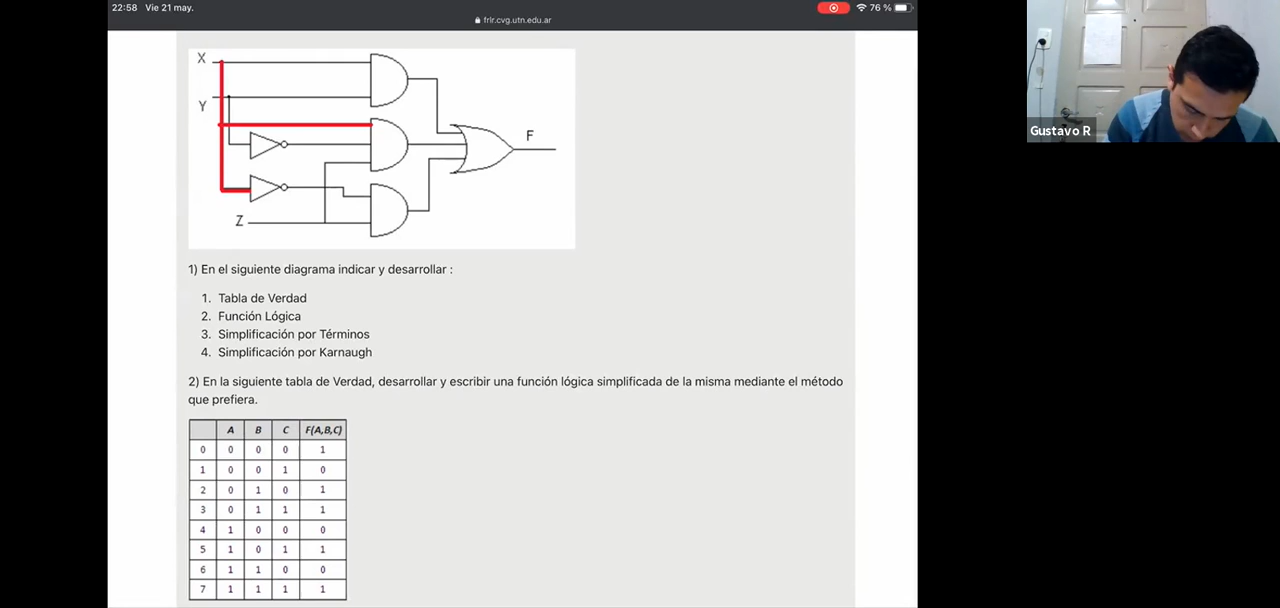 22:58 Vie 21 may.
76 %
frlr.cvg.utn.edu.ar
X
Y
Z
F
Gustavo R
1) En el siguiente diagrama indicar y desarrollar :
1. Tabla de Verdad
2. Función Lógica
3. Simplificación por Términos
4. Simplificación por Karnaugh
2) En la siguiente tabla de Verdad, desarrollar y escribir una función lógica simplificada de la misma mediante el método
que prefiera.
A B C F(A,B,C)
0 0 0 0 1
1 0 0 1 0
2 0 1 0 1
3 0 1 1 1
4 1 0 0 0
5 1 0 1 1
6 1 1 0 0
7 1 1 1 1